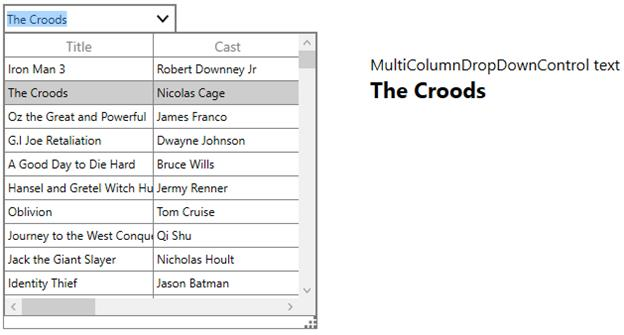 The Croods
Title Cast
Iron Man 3 Robert Downney Jr
The Croods Nicolas Cage
Oz the Great and Powerful James Franco
G.I Joe Retaliation Dwayne Johnson
A Good Day to Die Hard Bruce Wills
Hansel and Gretel Witch Hu Jermy Renner
Oblivion Tom Cruise
Journey to the West Conqu Qi Shu
Jack the Giant Slayer Nicholas Hoult
Identity Thief Jason Batman
MultiColumnDropDownControl text
The Croods